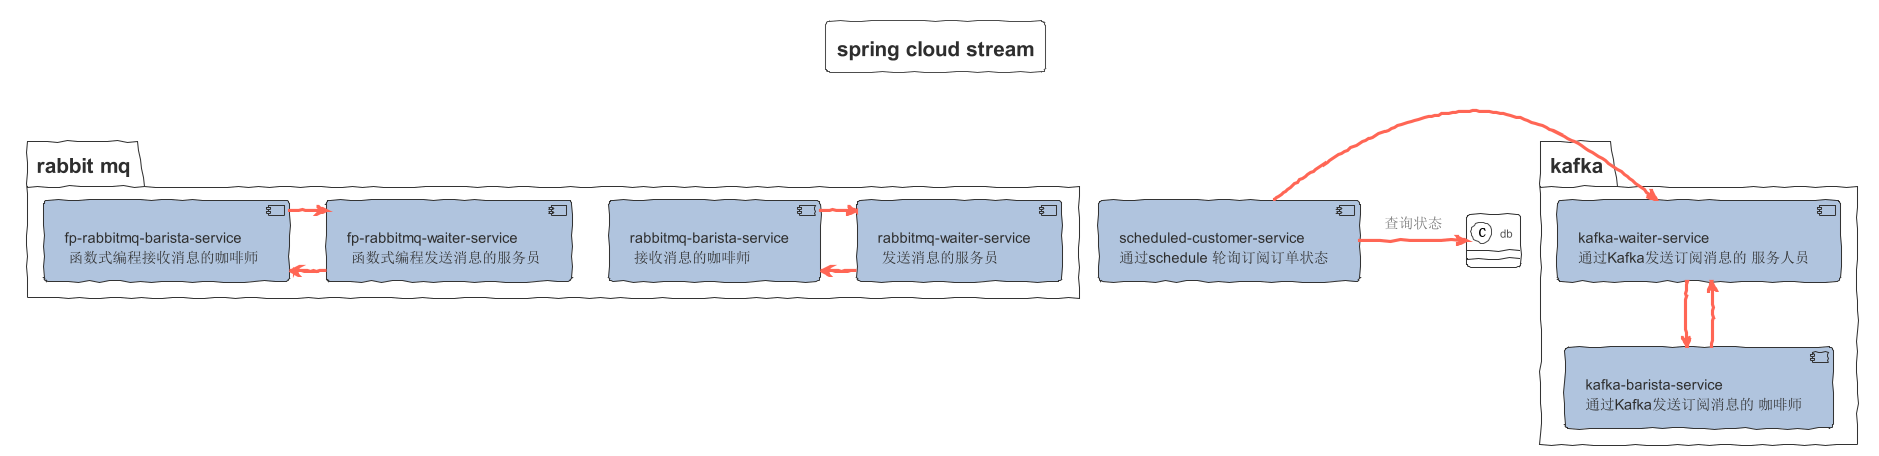 spring cloud stream
rabbit mq
fp-rabbitmq-barista-service
函数式编程接收消息的咖啡师
fp-rabbitmq-waiter-service
函数式编程发送消息的服务员
rabbitmq-barista-service
接收消息的咖啡师
rabbitmq-waiter-service
发送消息的服务员
scheduled-customer-service
通过schedule 轮询订阅订单状态
查询状态
C db
kafka
kafka-waiter-service
通过Kafka发送订阅消息的 服务人员
kafka-barista-service
通过Kafka发送订阅消息的 咖啡师